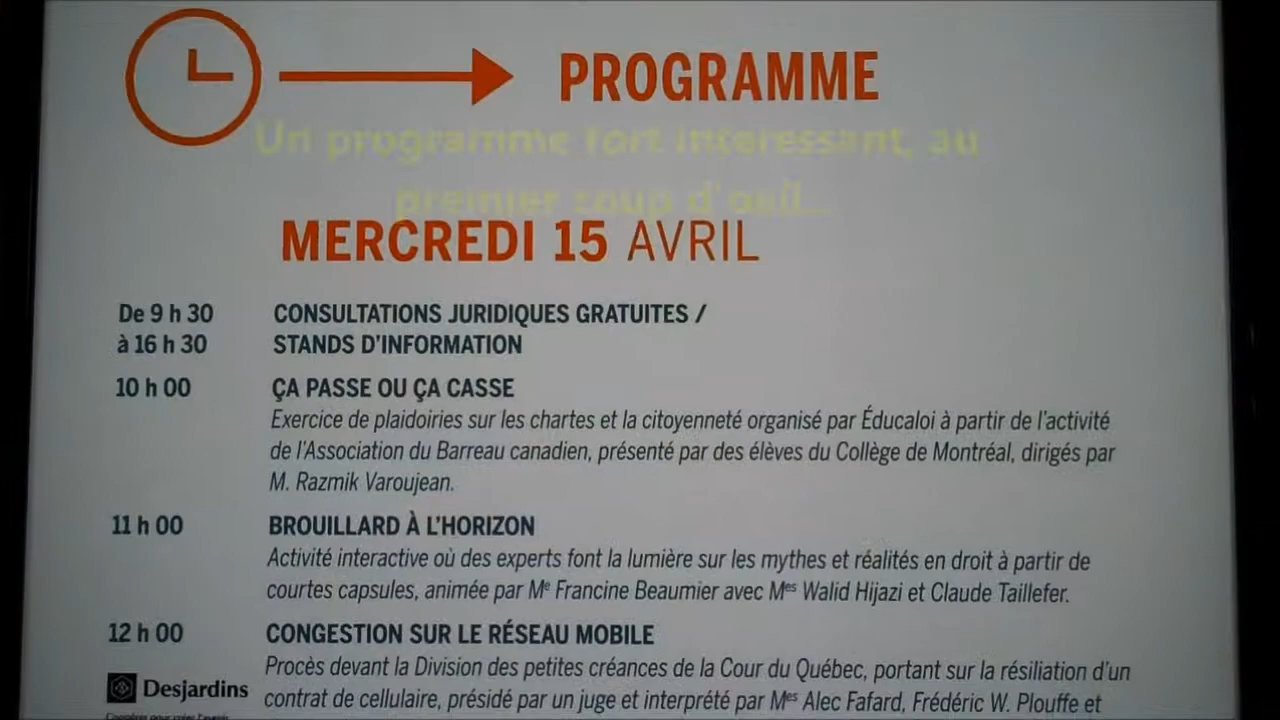 PROGRAMME
Un programme fort intéressant, au
premier coup d'œil...
MERCREDI 15 AVRIL
De 9 h 30
à 16 h 30
CONSULTATIONS JURIDIQUES GRATUITES /
STANDS D'INFORMATION
10 h 00
ÇA PASSE OU ÇA CASSE
Exercice de plaidoiries sur les chartes et la citoyenneté organisé par Éducaloi à partir de l'activité
de l'Association du Barreau canadien, présenté par des élèves du Collège de Montréal, dirigés par
M. Razmik Varoujean.
11 h 00
BROUILLARD À L'HORIZON
Activité interactive où des experts font la lumière sur les mythes et réalités en droit à partir de
courtes capsules, animée par Me Francine Beaumier avec Mes Walid Hijazi et Claude Taillefer.
12 h 00
CONGESTION SUR LE RÉSEAU MOBILE
Procès devant la Division des petites créances de la Cour du Québec, portant sur la résiliation d'un
contrat de cellulaire, présidé par un juge et interprété par Mes Alec Fafard, Frédéric W. Plouffe et
Desjardins